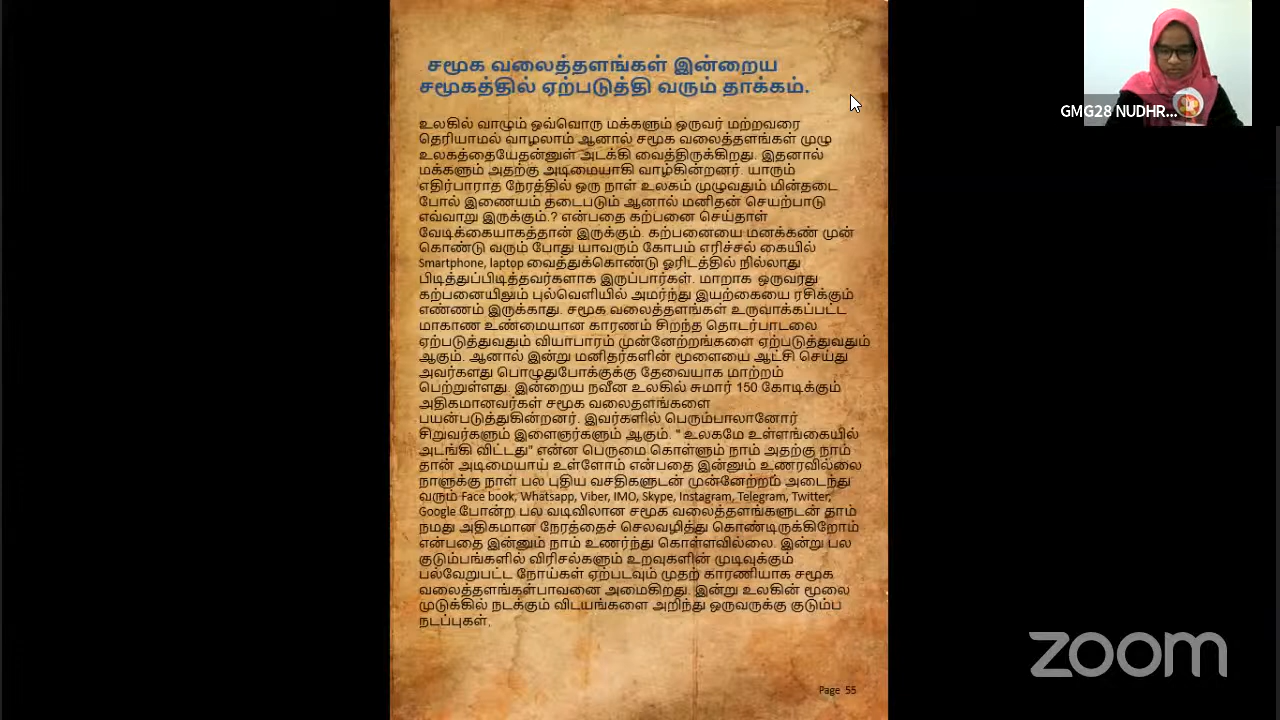 சமூக வலைத்தளங்கள் இன்றைய
சமூகத்தில் ஏற்படுத்தி வரும் தாக்கம்.
உலகில் வாழும் ஒவ்வொரு மக்களும் ஒருவர் மற்றவரை
தெரியாமல் வாழலாம் ஆனால் சமூக வலைத்தளங்கள் முழு
உலகத்தையேதன்னுள் அடக்கி வைத்திருக்கிறது. இதனால்
மக்களும் அதற்கு அடிமையாகி வாழ்கின்றனர். யாரும்
எதிர்பாராத நேரத்தில் ஒரு நாள் உலகம் முழுவதும் மின்தடை
போல் இணையம் தடைபடும் ஆனால் மனிதன் செயற்பாடு
எவ்வாறு இருக்கும்.? என்பதை கற்பனை செய்தாள்
வேடிக்கையாகத்தான் இருக்கும். கற்பனையை மனக்கண் முன்
கொண்டு வரும் போது யாவரும் கோபம் எரிச்சல் கையில்
Smartphone, laptop வைத்துக்கொண்டு ஓரிடத்தில் நில்லாது
பிடித்துப்பிடித்தவர்களாக இருப்பார்கள். மாறாக ஒருவரது
கற்பனையிலும் புல்வெளியில் அமர்ந்து இயற்கையை ரசிக்கும்
எண்ணம் இருக்காது. சமூக வலைத்தளங்கள் உருவாக்கப்பட்ட
மாகாண உண்மையான காரணம் சிறந்த தொடர்பாடலை
ஏற்படுத்துவதும் வியாபாரம் முன்னேற்றங்களை ஏற்படுத்துவதும்
ஆகும். ஆனால் இன்று மனிதர்களின் மூளையை ஆட்சி செய்து
அவர்களது பொழுதுபோக்குக்கு தேவையாக மாற்றம்
பெற்றுள்ளது. இன்றைய நவீன உலகில் சுமார் 150 கோடிக்கும்
அதிகமானவர்கள் சமூக வலைதளங்களை
பயன்படுத்துகின்றனர். இவர்களில் பெரும்பாலானோர்
சிறுவர்களும் இளைஞர்களும் ஆகும். " உலகமே உள்ளங்கையில்
அடங்கி விட்டது" என்ன பெருமை கொள்ளும் நாம் அதற்கு நாம்
தான் அடிமையாய் உள்ளோம் என்பதை இன்னும் உணரவில்லை
நாளுக்கு நாள் பல புதிய வசதிகளுடன் முன்னேற்றம் அடைந்து
வரும் Face book, Whatsapp, Viber, IMO, Skype, Instagram, Telegram, Twitter,
Google போன்ற பல வடிவிலான சமூக வலைத்தளங்களுடன் தாம்
நமது அதிகமான நேரத்தைச் செலவழித்து கொண்டிருக்கிறோம்
என்பதை இன்னும் நாம் உணர்ந்து கொள்ளவில்லை. இன்று பல
குடும்பங்களில் விரிசல்களும் உறவுகளின் முடிவுக்கும்
பல்வேறுபட்ட நோய்கள் ஏற்படவும் முதற் காரணியாக சமூக
வலைத்தளங்கள்பாவனை அமைகிறது. இன்று உலகின் மூலை
முடுக்கில் நடக்கும் விடயங்களை அறிந்து ஒருவருக்கு குடும்ப
நடப்புகள்.
Page 55
GMG28 NUDHR...
zoom